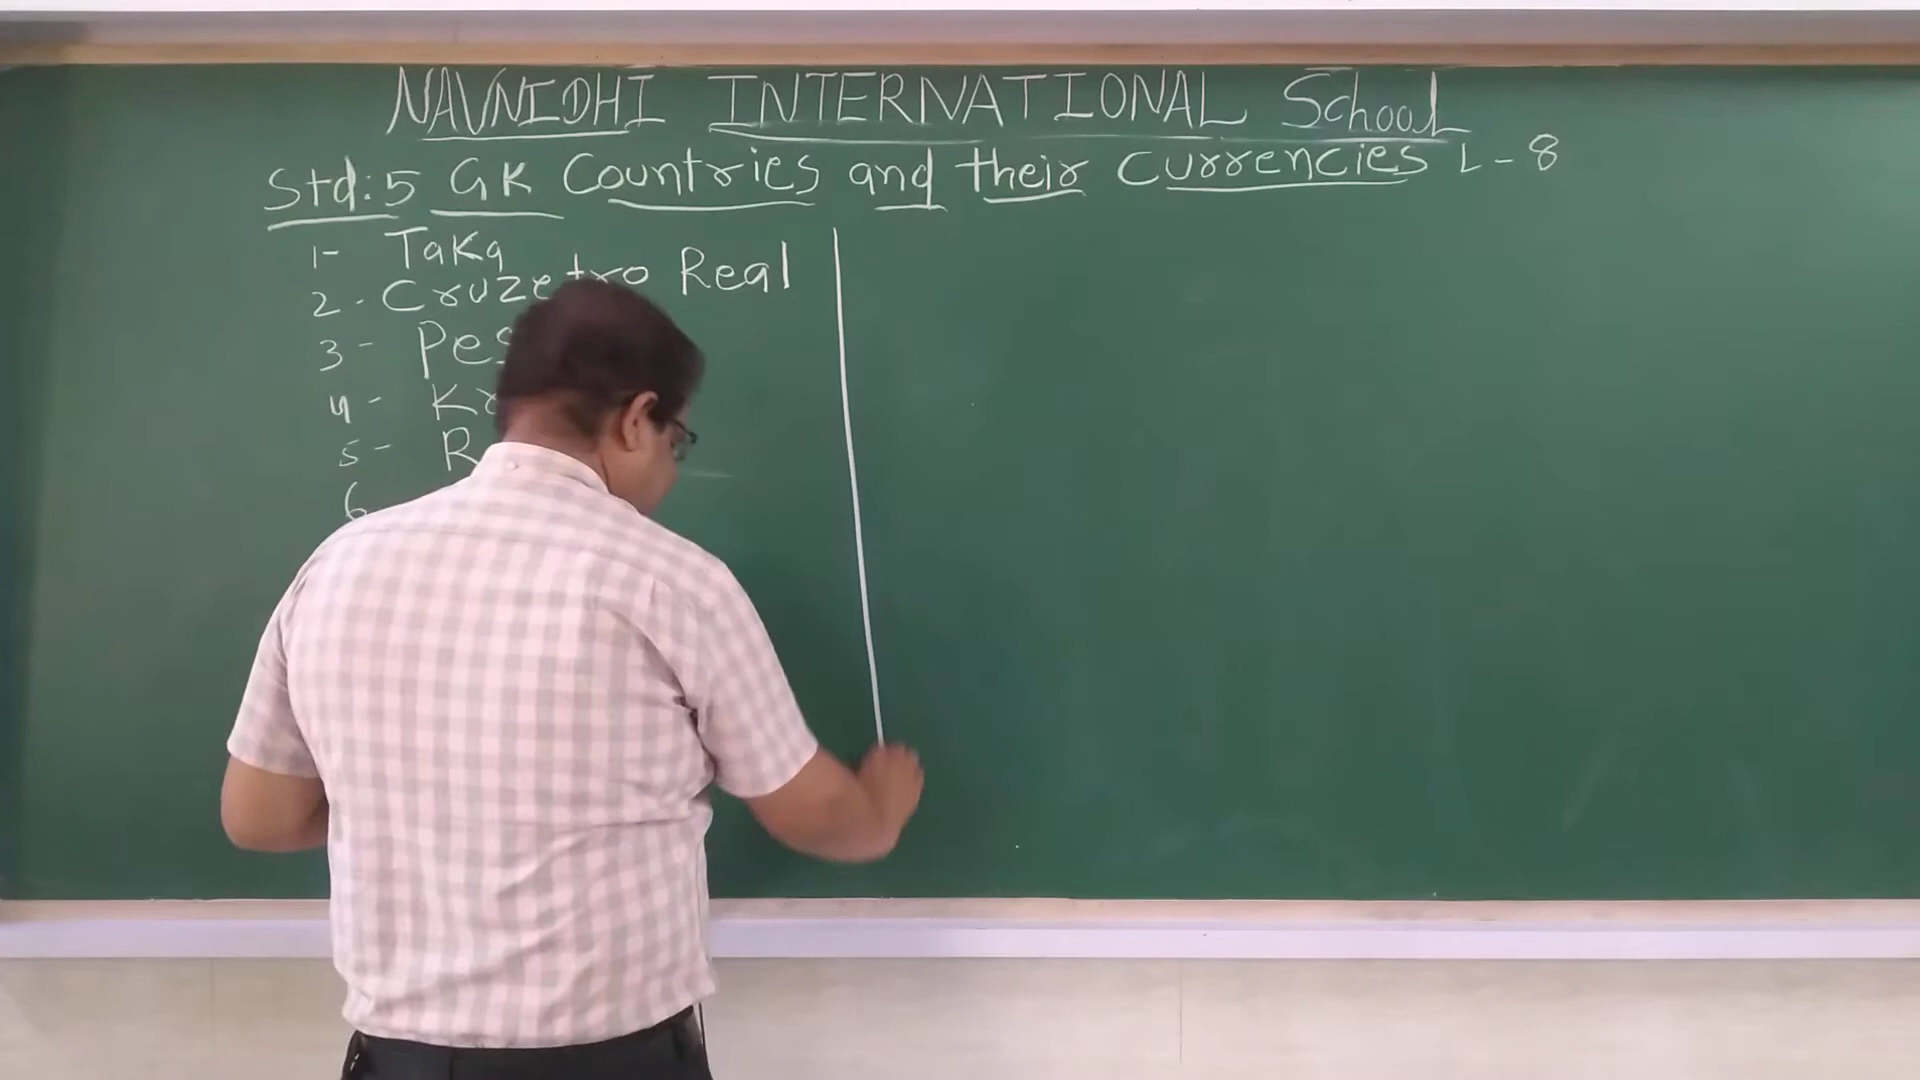 NAVNIDHI INTERNATIONAL School
Std:5 GK Countries and their Currencies L-8
1- Taka
2- Cruzetro Real
3-
4-
5-
6